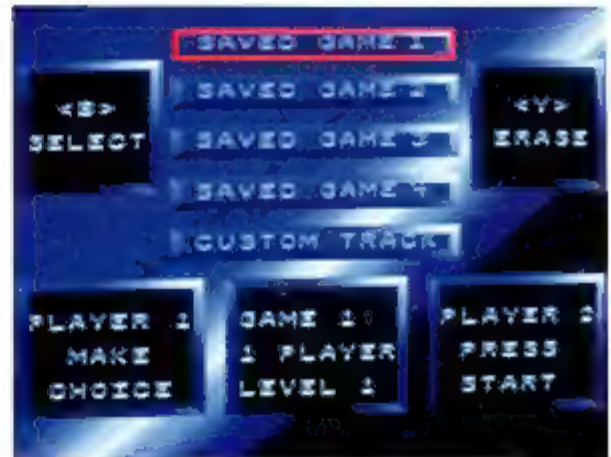 SAVED GAME 1
SAVED GAME 2
<B>
SELECT
<Y>
ERASE
SAVED GAME 3
SAVED GAME 4
CUSTOM TRACK
PLAYER 1
MAKE
CHOICE
GAME 1:
1 PLAYER
LEVEL 1
PLAYER 2
PRESS
START